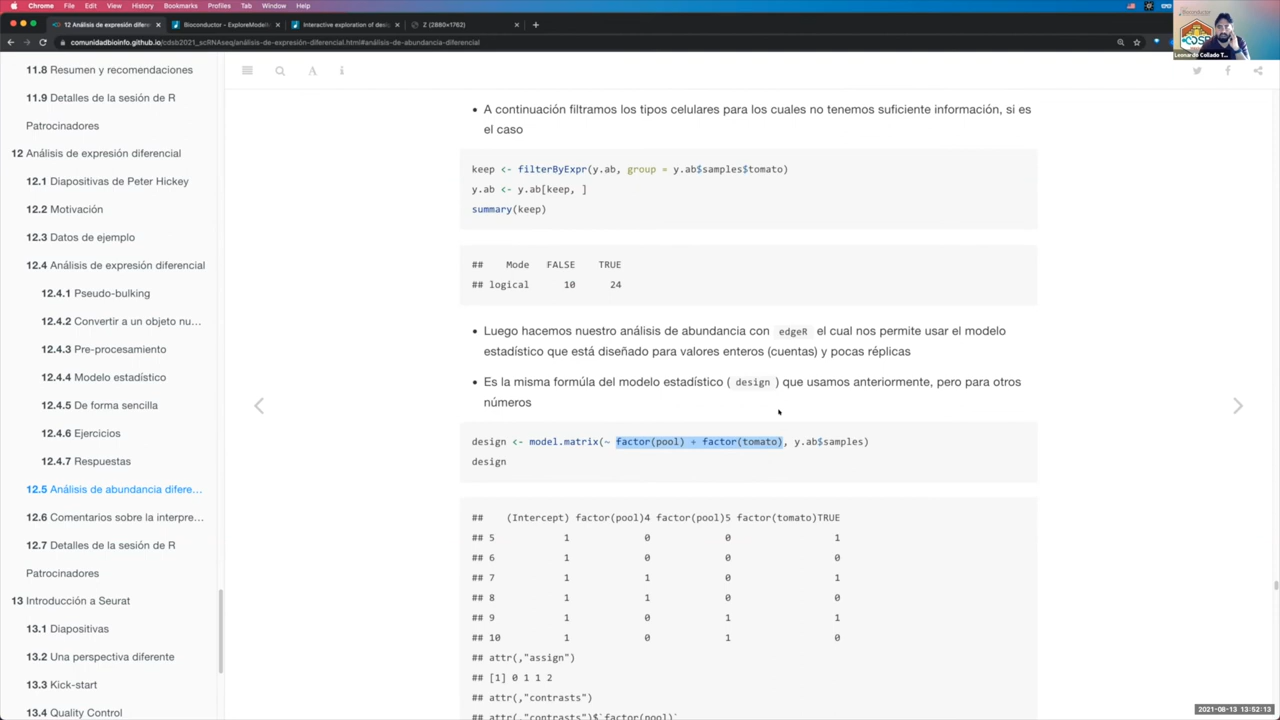 Chrome File Edit View History Bookmarks Profiles Tab Window Help
12 Análisis de expresión difere
Bioconductor - ExploreModelM
Interactive exploration of desig
Z (2880×1762)
comunidadbioinfo.github.io/cdsb2021_scRNAseq/análisis-de-expresión-diferencial.html#análisis-de-abundancia-diferencial
Leonardo Collado T...
11.8 Resumen y recomendaciones
11.9 Detalles de la sesión de R
Patrocinadores
12 Análisis de expresión diferencial
12.1 Diapositivas de Peter Hickey
12.2 Motivación
12.3 Datos de ejemplo
12.4 Análisis de expresión diferencial
12.4.1 Pseudo-bulking
12.4.2 Convertir a un objeto nu…
12.4.3 Pre-procesamiento
12.4.4 Modelo estadístico
12.4.5 De forma sencilla
12.4.6 Ejercicios
12.4.7 Respuestas
12.5 Análisis de abundancia difere…
12.6 Comentarios sobre la interpre…
12.7 Detalles de la sesión de R
Patrocinadores
13 Introducción a Seurat
13.1 Diapositivas
13.2 Una perspectiva diferente
13.3 Kick-start
13.4 Quality Control
• A continuación filtramos los tipos celulares para los cuales no tenemos suficiente información, si es
el caso
keep <- filterByExpr(y.ab, group = y.ab$samples$tomato)
y.ab <- y.ab[keep, ]
summary(keep)
## Mode FALSE TRUE
## logical 10 24
• Luego hacemos nuestro análisis de abundancia con edgeR el cual nos permite usar el modelo
estadístico que está diseñado para valores enteros (cuentas) y pocas réplicas
• Es la misma formúla del modelo estadístico ( design ) que usamos anteriormente, pero para otros
números
design <- model.matrix(~ factor(pool) + factor(tomato), y.ab$samples)
design
## (Intercept) factor(pool)4 factor(pool)5 factor(tomato)TRUE
## 5 1 0 0 1
## 6 1 0 0 0
## 7 1 1 0 1
## 8 1 1 0 0
## 9 1 0 1 1
## 10 1 0 1 0
## attr(,"assign")
## [1] 0 1 1 2
## attr(,"contrasts")
## attr(,"contrasts")$`factor(pool)`
2021-08-13 13:52:13